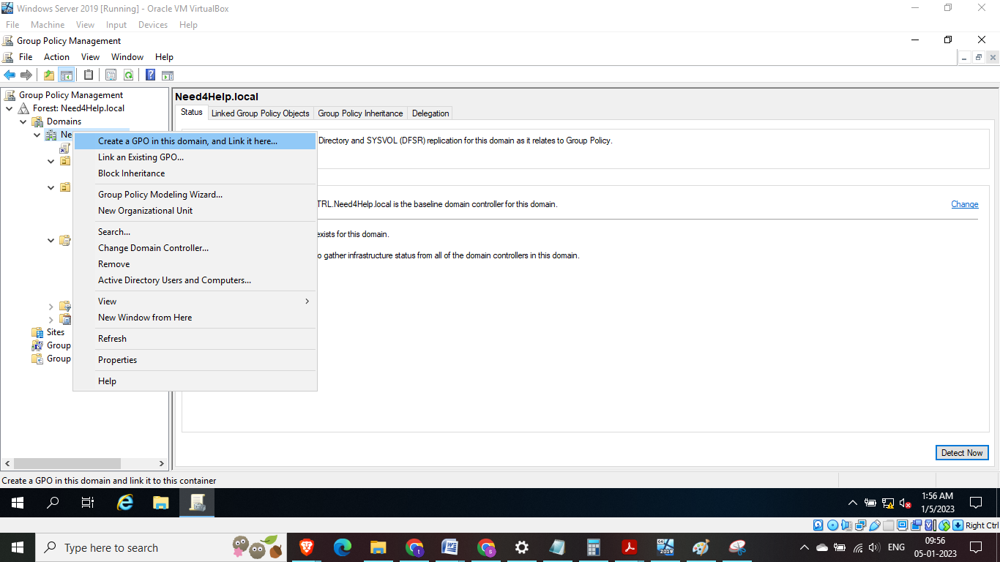 Windows Server 2019 [Running] - Oracle VM VirtualBox
File Machine View Input Devices Help
Group Policy Management
File Action View Window Help
Group Policy Management
Forest: Need4Help.local
Domains
Ne
Sites
Group
Group
Create a GPO in this domain, and Link it here...
Link an Existing GPO...
Block Inheritance
Group Policy Modeling Wizard...
New Organizational Unit
Search...
Change Domain Controller...
Remove
Active Directory Users and Computers...
View
New Window from Here
Refresh
Properties
Help
Need4Help.local
Status Linked Group Policy Objects Group Policy Inheritance Delegation
Directory and SYSVOL (DFSR) replication for this domain as it relates to Group Policy.
TRL.Need4Help.local is the baseline domain controller for this domain.
Change
exists for this domain.
o gather infrastructure status from all of the domain controllers in this domain.
Detect Now
Create a GPO in this domain and link it to this container
1:56 AM
1/5/2023
Right Ctrl
Type here to search
2019
ENG
09:56
05-01-2023